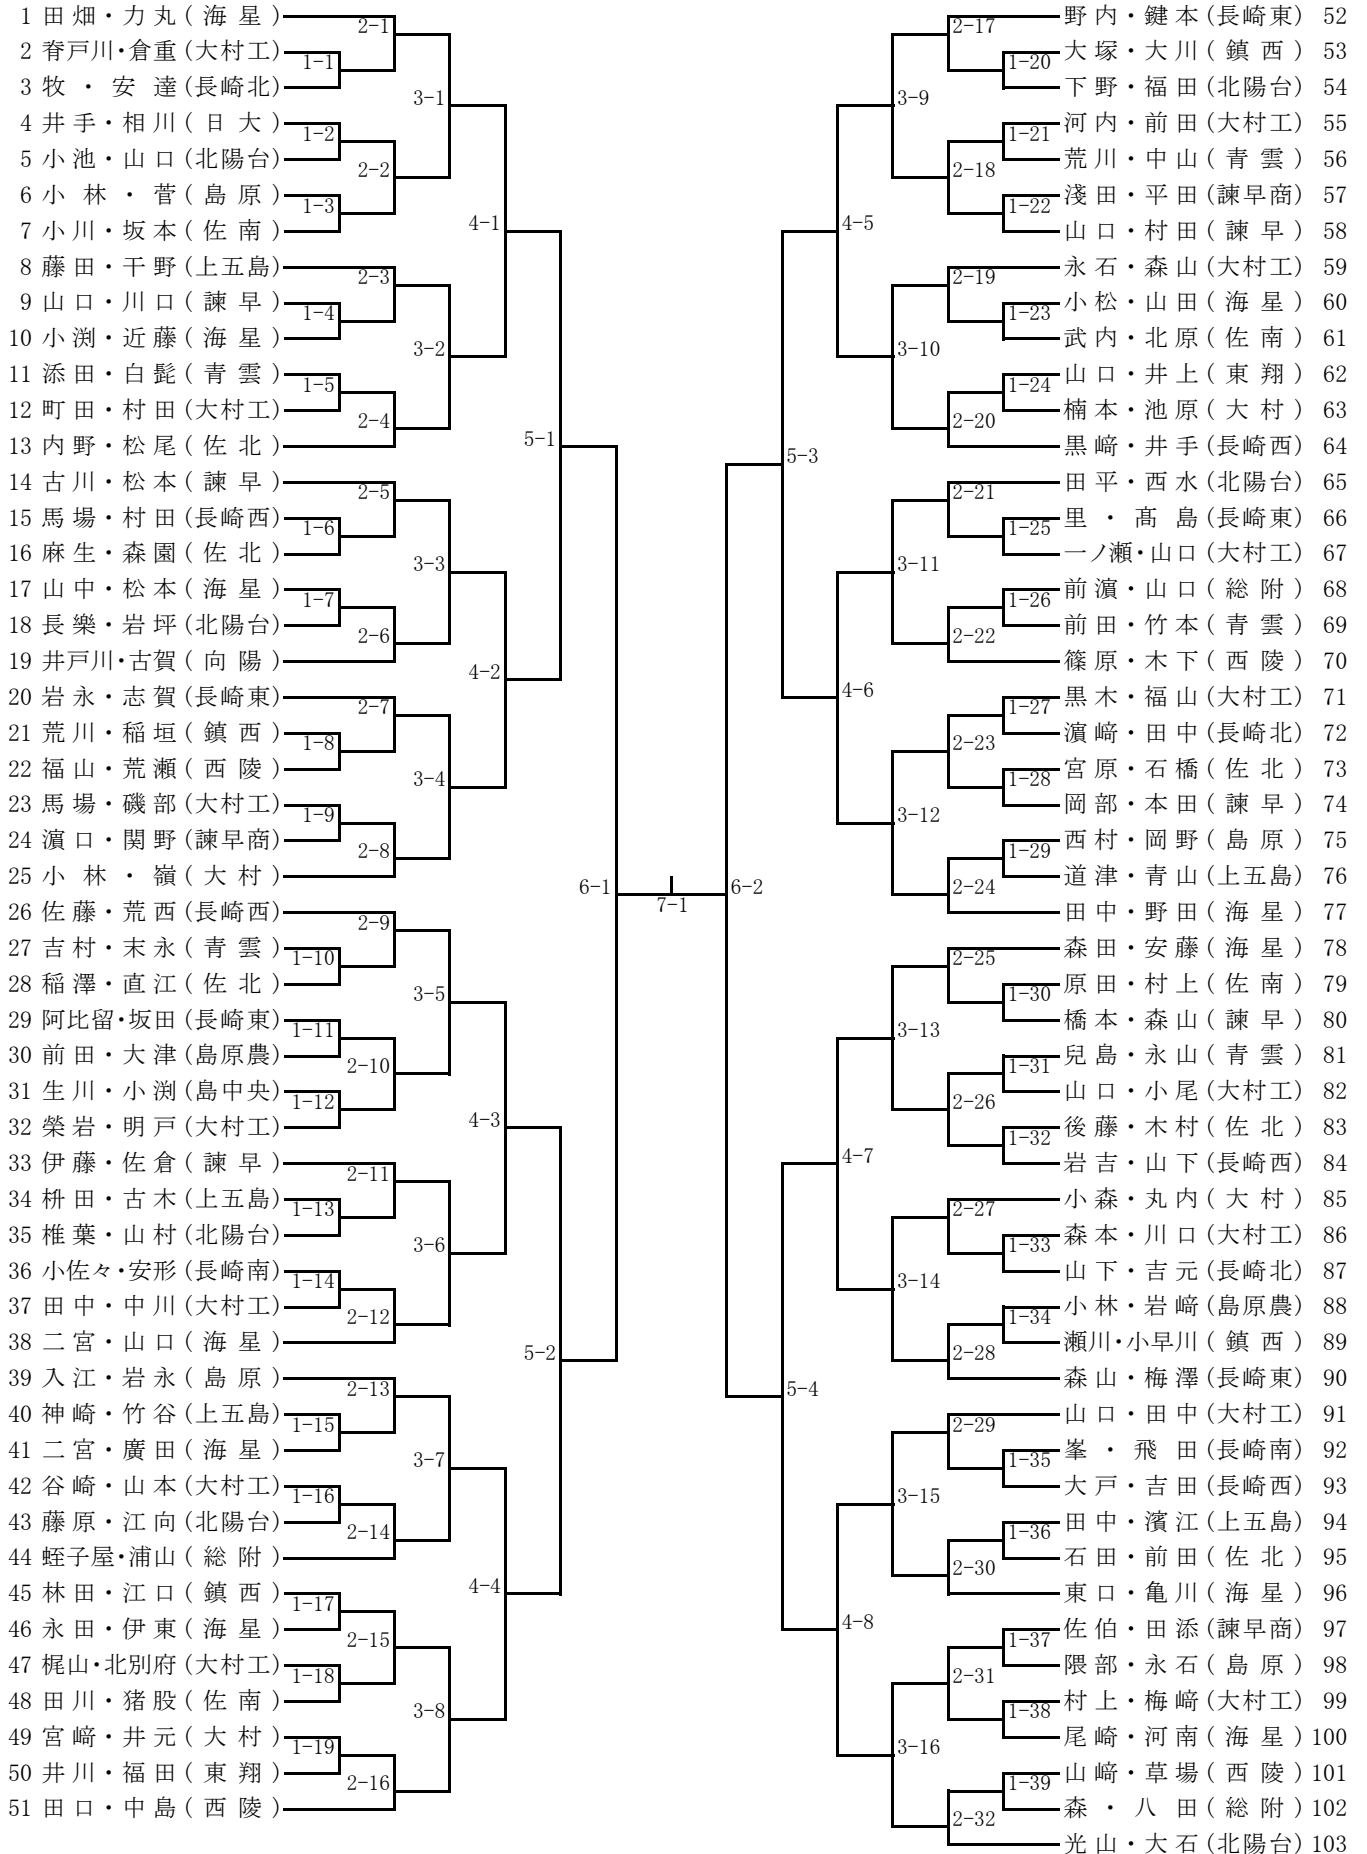 1 田畑・力丸(海星)
2 脊戸川・倉重(大村工)
3 牧・安達(長崎北)
4 井手・相川(日大)
5 小池・山口(北陽台)
6 小林・菅(島原)
7 小川・坂本(佐南)
8 藤田・干野(上五島)
9 山口・川口(諫早)
10 小渕・近藤(海星)
11 添田・白髭(青雲)
12 町田・村田(大村工)
13 内野・松尾(佐北)
14 古川・松本(諫早)
15 馬場・村田(長崎西)
16 麻生・森園(佐北)
17 山中・松本(海星)
18 長樂・岩坪(北陽台)
19 井戸川・古賀(向陽)
20 岩永・志賀(長崎東)
21 荒川・稲垣(鎮西)
22 福山・荒瀬(西陵)
23 馬場・磯部(大村工)
24 濵口・関野(諫早商)
25 小林・嶺(大村)
26 佐藤・荒西(長崎西)
27 吉村・末永(青雲)
28 稲澤・直江(佐北)
29 阿比留・坂田(長崎東)
30 前田・大津(島原農)
31 生川・小渕(島中央)
32 榮岩・明戸(大村工)
33 伊藤・佐倉(諫早)
34 枡田・古木(上五島)
35 椎葉・山村(北陽台)
36 小佐々・安形(長崎南)
37 田中・中川(大村工)
38 二宮・山口(海星)
39 入江・岩永(島原)
40 神崎・竹谷(上五島)
41 二宮・廣田(海星)
42 谷崎・山本(大村工)
43 藤原・江向(北陽台)
44 蛭子屋・浦山(総附)
45 林田・江口(鎮西)
46 永田・伊東(海星)
47 梶山・北別府(大村工)
48 田川・猪股(佐南)
49 宮﨑・井元(大村)
50 井川・福田(東翔)
51 田口・中島(西陵)
1-1
1-2
1-3
1-4
1-5
1-6
1-7
1-8
1-9
1-10
1-11
1-12
1-13
1-14
1-15
1-16
1-17
1-18
1-19
2-1
2-2
2-3
2-4
2-5
2-6
2-7
2-8
2-9
2-10
2-11
2-12
2-13
2-14
2-15
2-16
3-1
3-2
3-3
3-4
3-5
3-6
3-7
3-8
4-1
4-2
4-3
4-4
5-1
5-2
6-1
7-1
6-2
5-3
5-4
4-5
4-6
4-7
4-8
3-9
3-10
3-11
3-12
3-13
3-14
3-15
3-16
2-17
2-18
2-19
2-20
2-21
2-22
2-23
2-24
2-25
2-26
2-27
2-28
2-29
2-30
2-31
2-32
1-20
1-21
1-22
1-23
1-24
1-25
1-26
1-27
1-28
1-29
1-30
1-31
1-32
1-33
1-34
1-35
1-36
1-37
1-38
1-39
野内・鍵本(長崎東) 52
大塚・大川(鎮西) 53
下野・福田(北陽台) 54
河内・前田(大村工) 55
荒川・中山(青雲) 56
淺田・平田(諫早商) 57
山口・村田(諫早) 58
永石・森山(大村工) 59
小松・山田(海星) 60
武内・北原(佐南) 61
山口・井上(東翔) 62
楠本・池原(大村) 63
黒﨑・井手(長崎西) 64
田平・西水(北陽台) 65
里・髙島(長崎東) 66
一ノ瀬・山口(大村工) 67
前濵・山口(総附) 68
前田・竹本(青雲) 69
篠原・木下(西陵) 70
黒木・福山(大村工) 71
濵﨑・田中(長崎北) 72
宮原・石橋(佐北) 73
岡部・本田(諫早) 74
西村・岡野(島原) 75
道津・青山(上五島) 76
田中・野田(海星) 77
森田・安藤(海星) 78
原田・村上(佐南) 79
橋本・森山(諫早) 80
兒島・永山(青雲) 81
山口・小尾(大村工) 82
後藤・木村(佐北) 83
岩吉・山下(長崎西) 84
小森・丸内(大村) 85
森本・川口(大村工) 86
山下・吉元(長崎北) 87
小林・岩﨑(島原農) 88
瀬川・小早川(鎮西) 89
森山・梅澤(長崎東) 90
山口・田中(大村工) 91
峯・飛田(長崎南) 92
大戸・吉田(長崎西) 93
田中・濱江(上五島) 94
石田・前田(佐北) 95
東口・亀川(海星) 96
佐伯・田添(諫早商) 97
隈部・永石(島原) 98
村上・梅﨑(大村工) 99
尾崎・河南(海星) 100
山﨑・草場(西陵) 101
森・八田(総附) 102
光山・大石(北陽台) 103